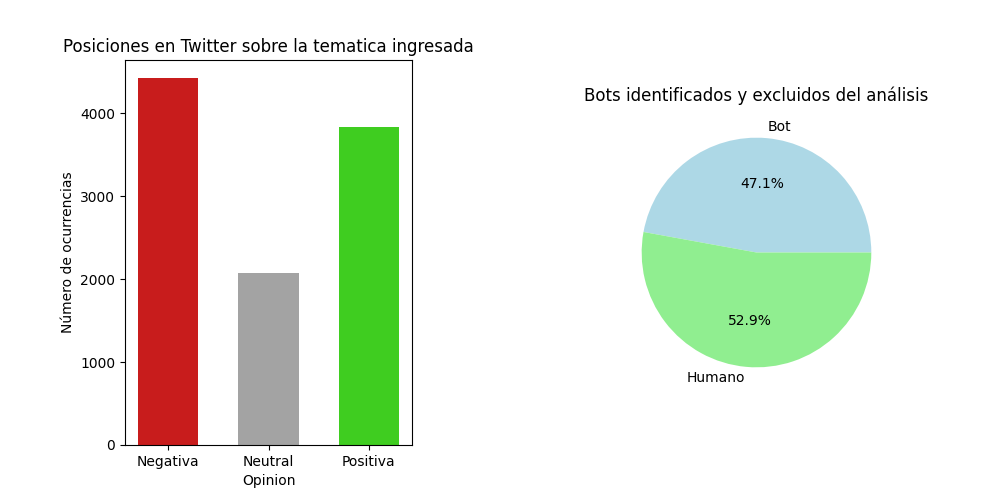 Posiciones en Twitter sobre la tematica ingresada
Número de ocurrencias
4000
3000
2000
1000
0
Negativa
Neutral
Positiva
Opinion
Bots identificados y excluidos del análisis
Bot
47.1%
52.9%
Humano